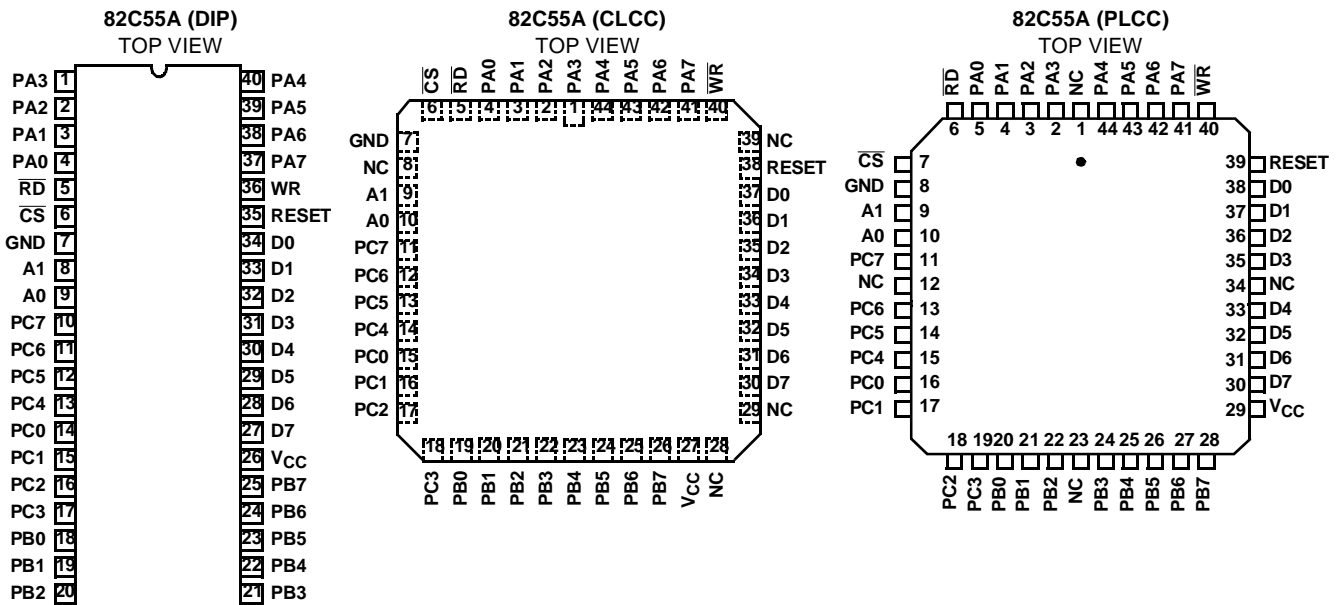 82C55A (DIP)
TOP VIEW
PA3 1 40 PA4
PA2 2 39 PA5
PA1 3 38 PA6
PA0 4 37 PA7
RD 5 36 WR
CS 6 35 RESET
GND 7 34 D0
A1 8 33 D1
A0 9 32 D2
PC7 10 31 D3
PC6 11 30 D4
PC5 12 29 D5
PC4 13 28 D6
PC0 14 27 D7
PC1 15 26 VCC
PC2 16 25 PB7
PC3 17 24 PB6
PB0 18 23 PB5
PB1 19 22 PB4
PB2 20 21 PB3
82C55A (CLCC)
TOP VIEW
CS RD PA0 PA1 PA2 PA3 PA4 PA5 PA6 PA7 WR
6 5 4 3 2 1 44 43 42 41 40
GND 7 39 NC
NC 8 38 RESET
A1 9 37 D0
A0 10 36 D1
PC7 11 35 D2
PC6 12 34 D3
PC5 13 33 D4
PC4 14 32 D5
PC0 15 31 D6
PC1 16 30 D7
PC2 17 29 NC
18 19 20 21 22 23 24 25 26 27 28
PC3 PB0 PB1 PB2 PB3 PB4 PB5 PB6 PB7 VCC NC
82C55A (PLCC)
TOP VIEW
RD PA0 PA1 PA2 PA3 NC PA4 PA5 PA6 PA7 WR
6 5 4 3 2 1 44 43 42 41 40
CS 7 39 RESET
GND 8 38 D0
A1 9 37 D1
A0 10 36 D2
PC7 11 35 D3
NC 12 34 NC
PC6 13 33 D4
PC5 14 32 D5
PC4 15 31 D6
PC0 16 30 D7
PC1 17 29 VCC
18 19 20 21 22 23 24 25 26 27 28
PC2 PC3 PB0 PB1 PB2 NC PB3 PB4 PB5 PB6 PB7